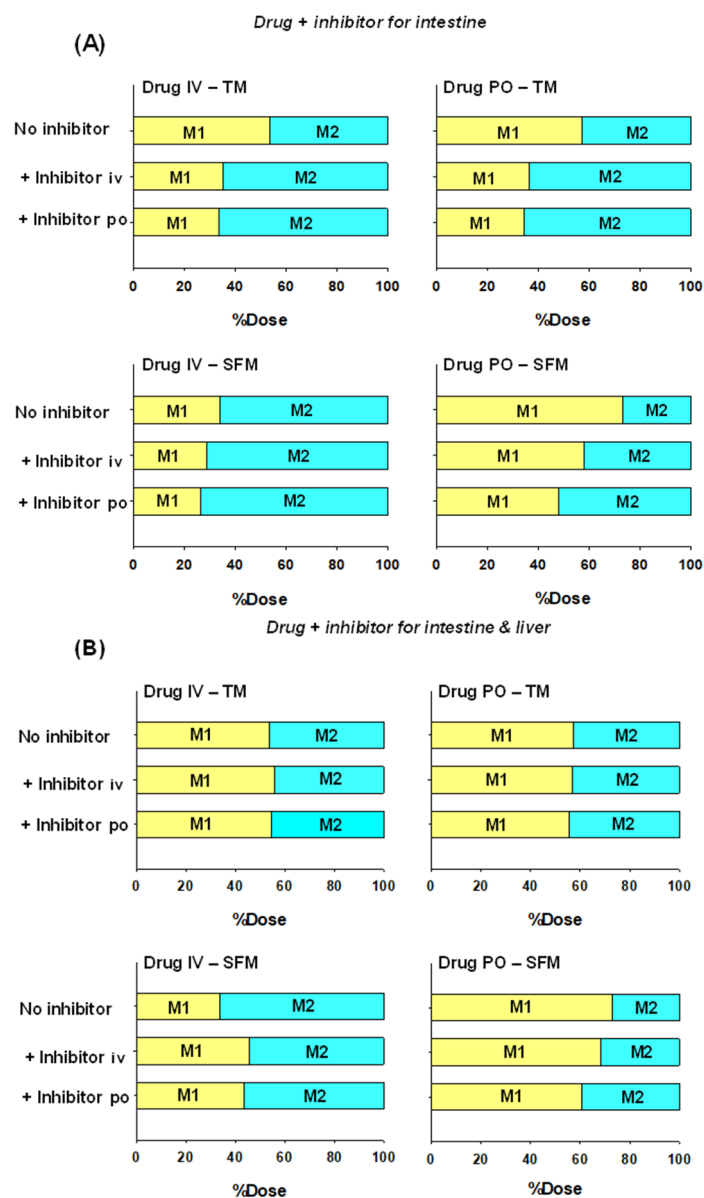 Drug + inhibitor for intestine
(A)
Drug IV – TM
Drug PO – TM
No inhibitor
M1 M2
M1 M2
+ Inhibitor iv
M1 M2
M1 M2
+ Inhibitor po
M1 M2
M1 M2
0 20 40 60 80 100
0 20 40 60 80 100
%Dose
%Dose
Drug IV – SFM
Drug PO – SFM
No inhibitor
M1 M2
M1 M2
+ Inhibitor iv
M1 M2
M1 M2
+ Inhibitor po
M1 M2
M1 M2
0 20 40 60 80 100
0 20 40 60 80 100
%Dose
%Dose
Drug + inhibitor for intestine & liver
(B)
Drug IV – TM
Drug PO – TM
No inhibitor
M1 M2
M1 M2
+ Inhibitor iv
M1 M2
M1 M2
+ Inhibitor po
M1 M2
M1 M2
0 20 40 60 80 100
0 20 40 60 80 100
%Dose
%Dose
Drug IV – SFM
Drug PO – SFM
No inhibitor
M1 M2
M1 M2
+ Inhibitor iv
M1 M2
M1 M2
+ Inhibitor po
M1 M2
M1 M2
0 20 40 60 80 100
0 20 40 60 80 100
%Dose
%Dose